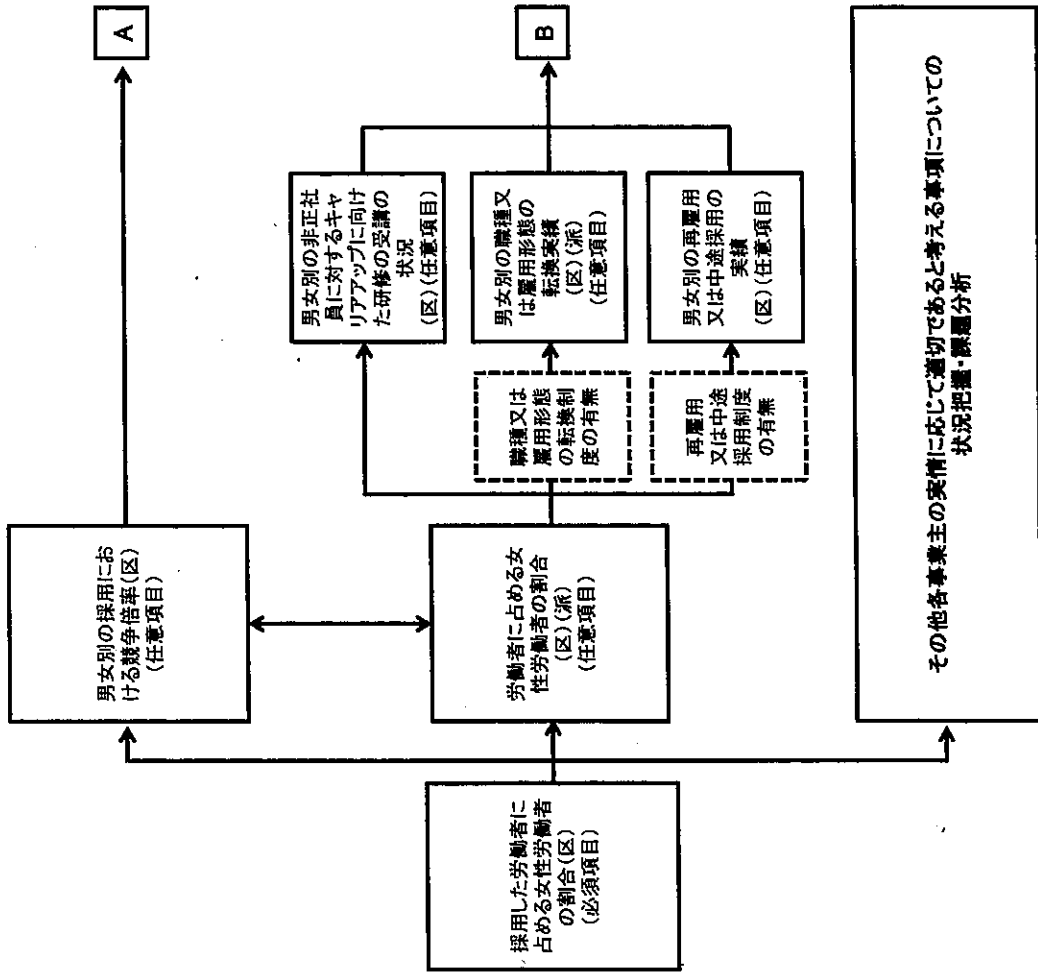 採用した労働者に
占める女性労働者
の割合(区)
(必須項目)
男女別の採用にお
ける競争倍率(区)
(任意項目)
A
労働者に占める女
性労働者の割合
(区)(派)
(任意項目)
男女別の非正社
員に対するキャ
リアアップに向け
た研修の受講の
状況
(区)(任意項目)
職種又は
雇用形態
の転換制
度の有無
男女別の職種又
は雇用形態の
転換実績
(区)(派)
(任意項目)
B
再雇用
又は中途
採用制度
の有無
男女別の再雇用
又は中途採用の
実績
(区)(任意項目)
その他各事業主の実情に応じて適切であると考える事項についての
状況把握・課題分析